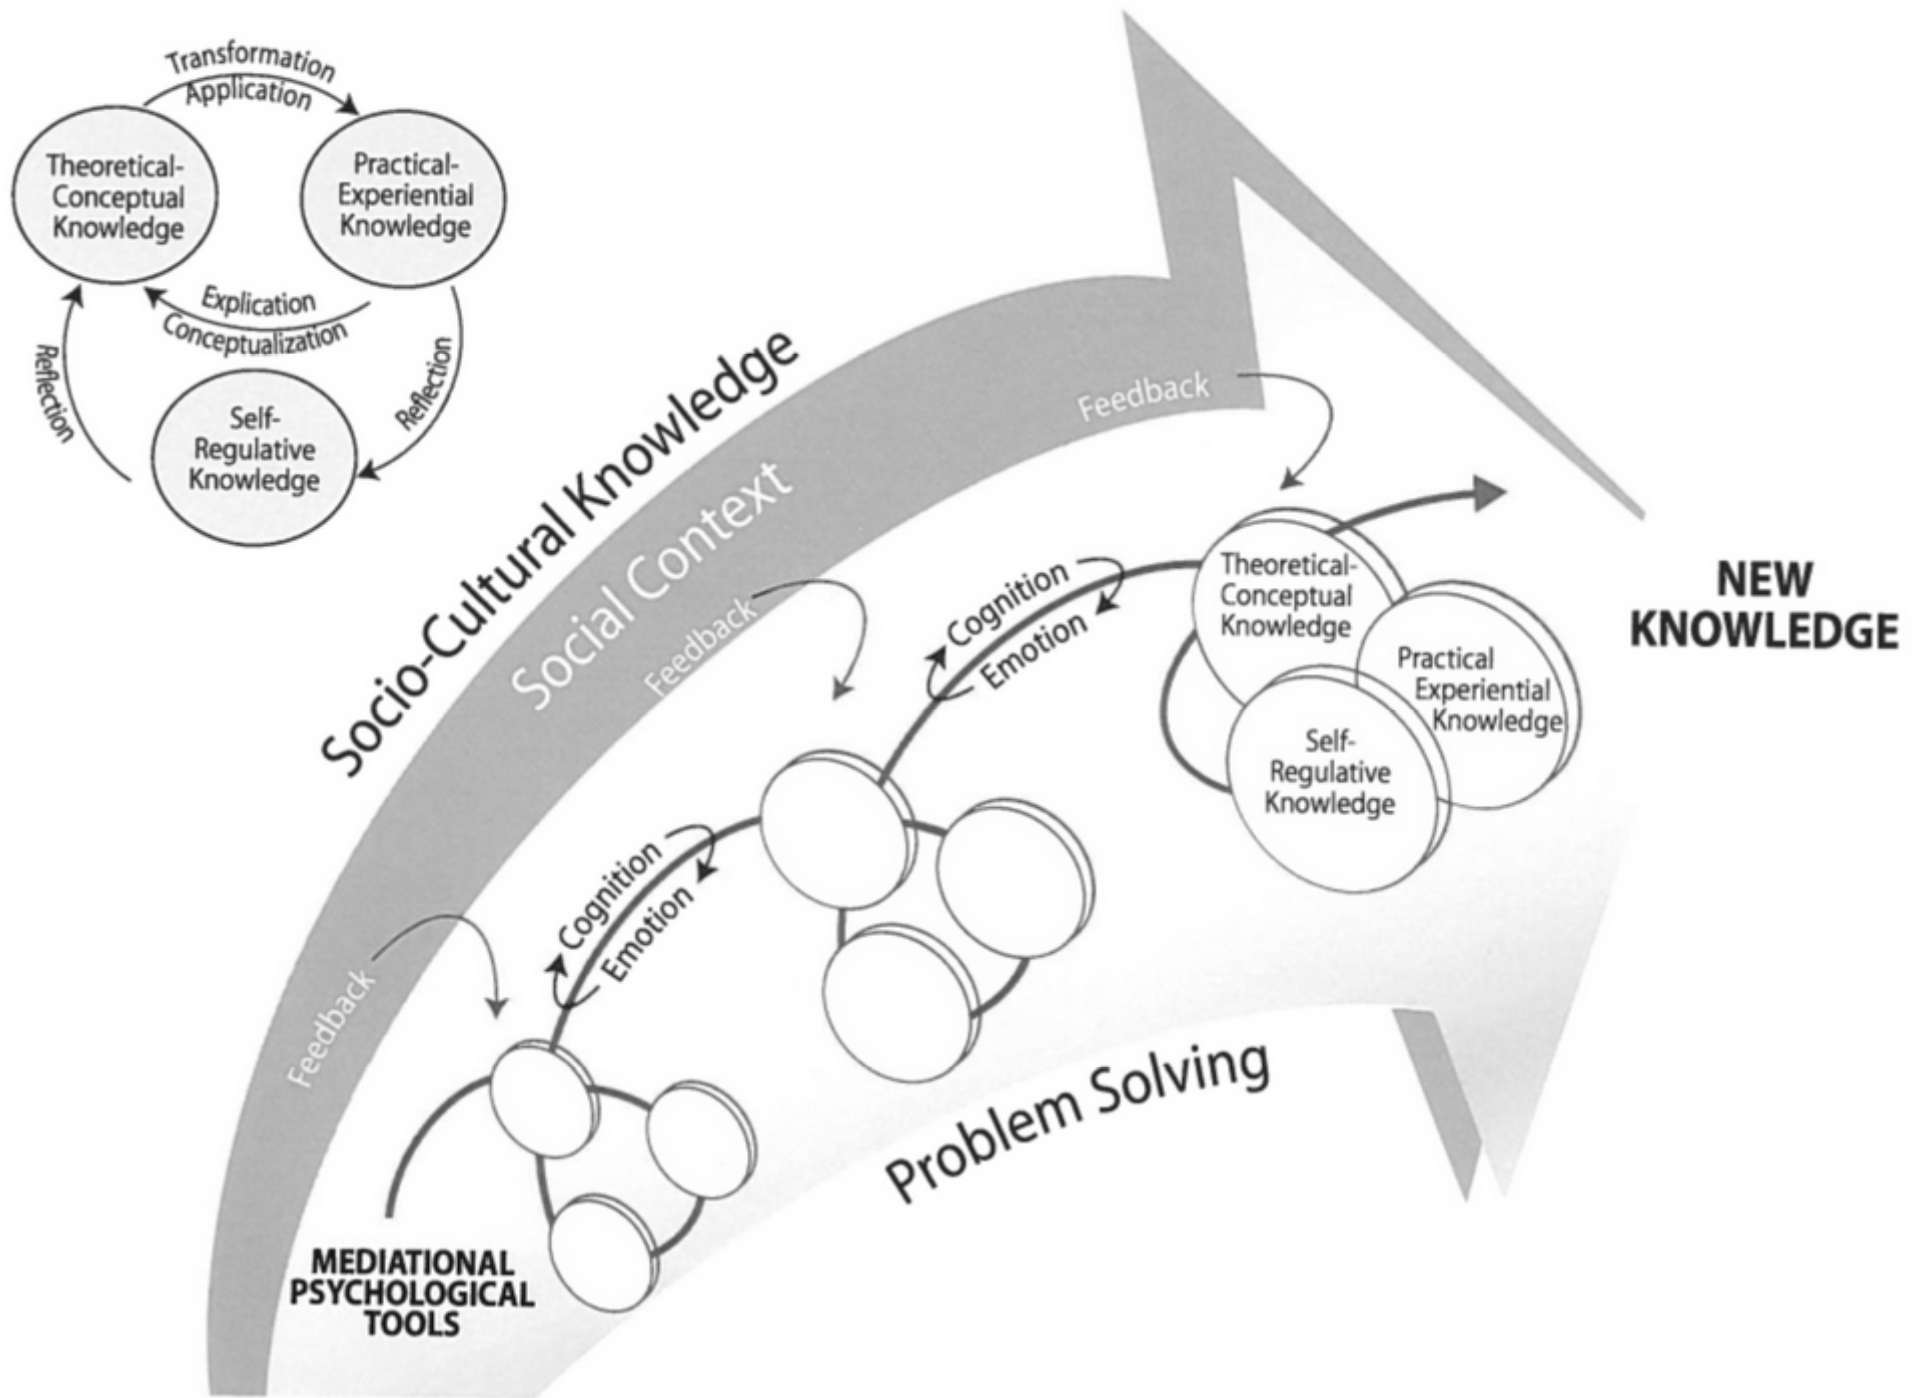 Transformation
Application
Theoretical-
Conceptual
Knowledge
Practical-
Experiential
Knowledge
Explication
Conceptualization
Reflection
Reflection
Self-
Regulative
Knowledge
Socio-Cultural Knowledge
Social Context
Feedback
Feedback
Feedback
Cognition
Emotion
Cognition
Emotion
Theoretical-
Conceptual
Knowledge
Practical
Experiential
Knowledge
Self-
Regulative
Knowledge
NEW
KNOWLEDGE
Problem Solving
MEDIATIONAL
PSYCHOLOGICAL
TOOLS